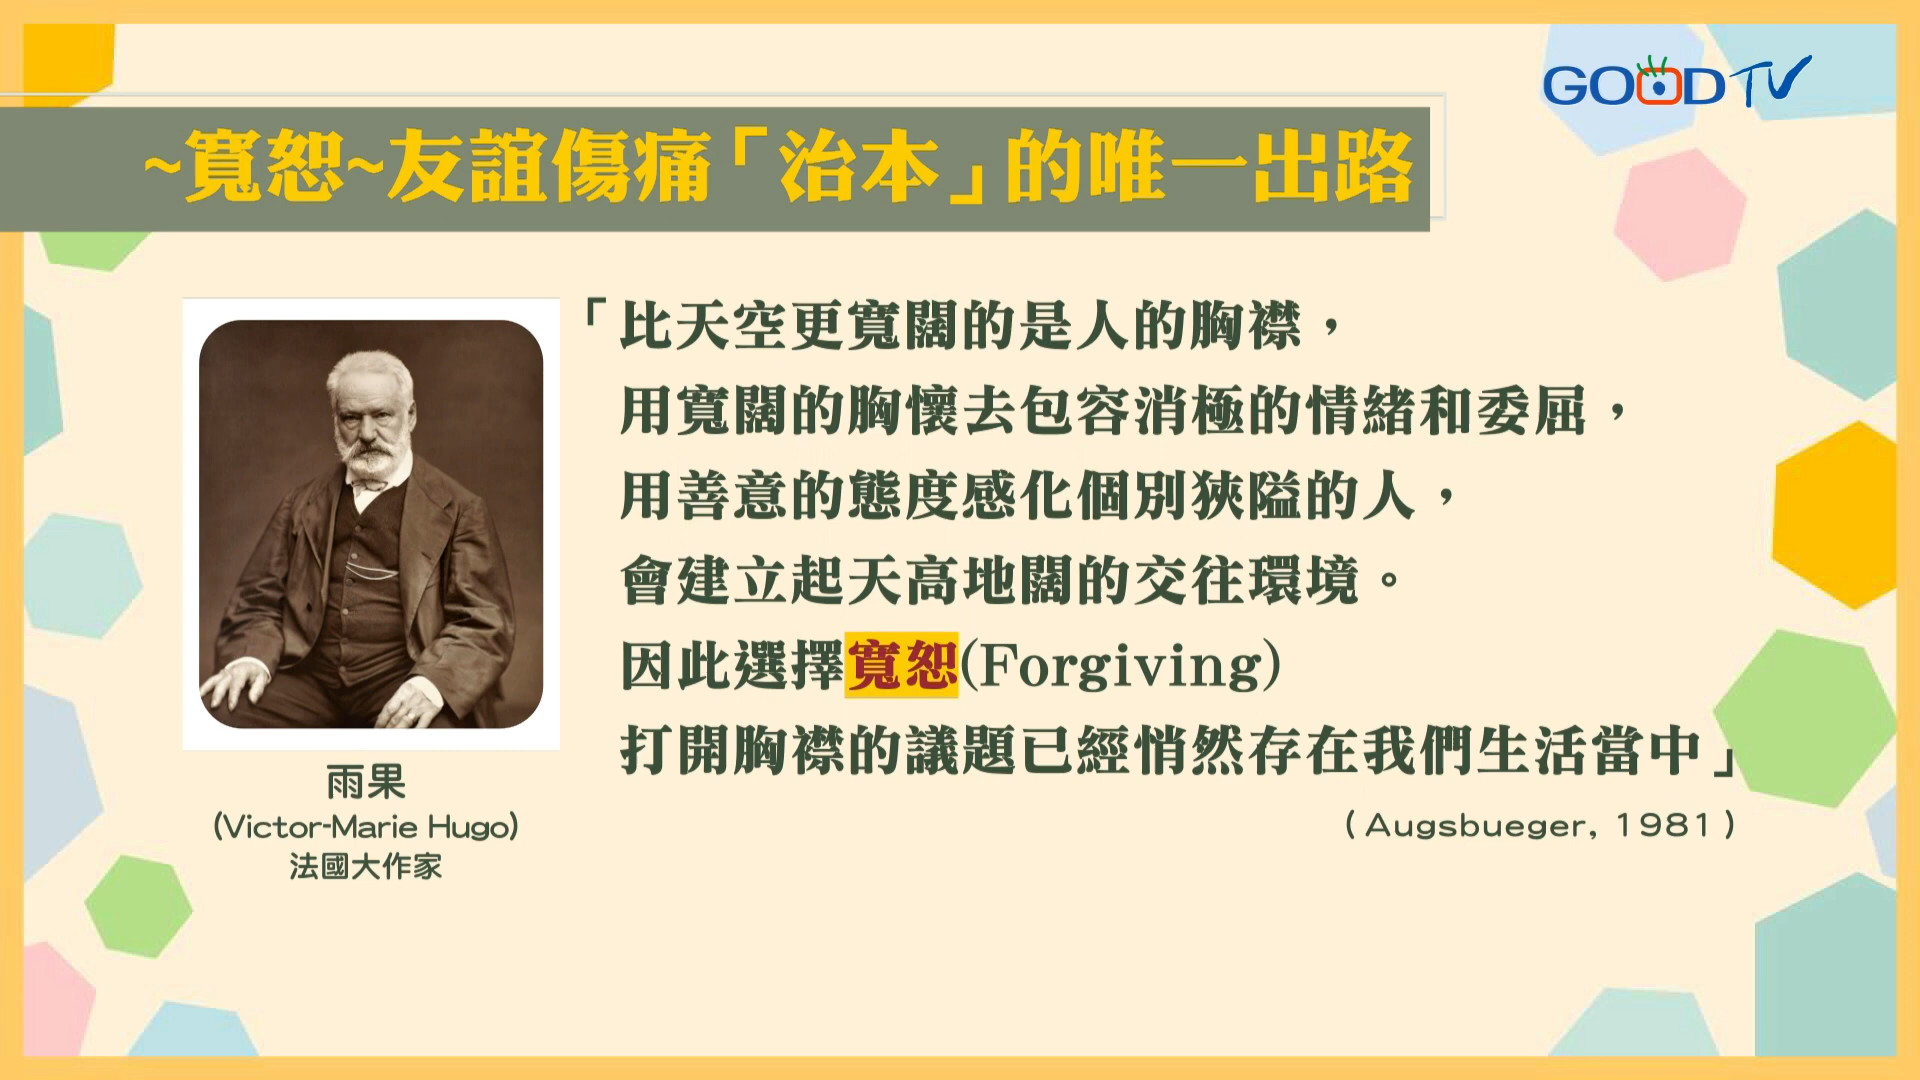 GOOD TV
~寬恕~友誼傷痛「治本」的唯一出路
「比天空更寬闊的是人的胸襟，
用寬闊的胸懷去包容消極的情緒和委屈，
用善意的態度感化個別狹隘的人，
會建立起天高地闊的交往環境。
因此選擇寬恕(Forgiving)
打開胸襟的議題已經悄然存在我們生活當中」
(Augsbueger, 1981)
雨果
(Victor-Marie Hugo)
法國大作家